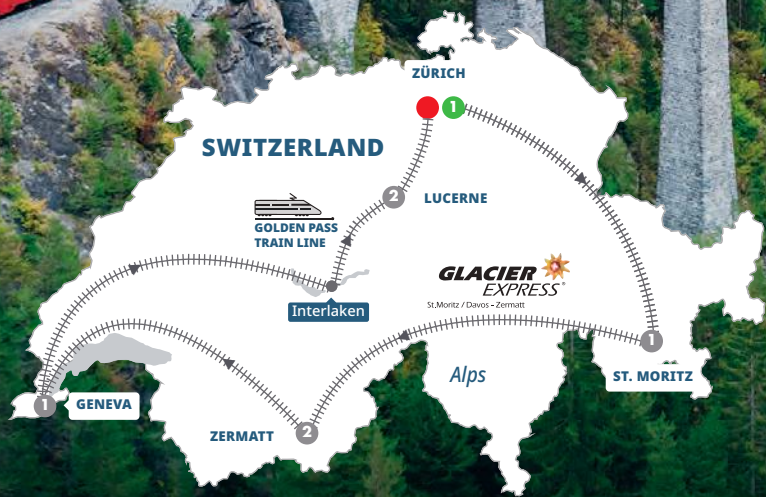 ZÜRICH
1
SWITZERLAND
2
LUCERNE
GOLDEN PASS
TRAIN LINE
GLACIER
EXPRESS®
St.Moritz / Davos - Zermatt
Interlaken
1
Alps
ST. MORITZ
1
GENEVA
ZERMATT
2